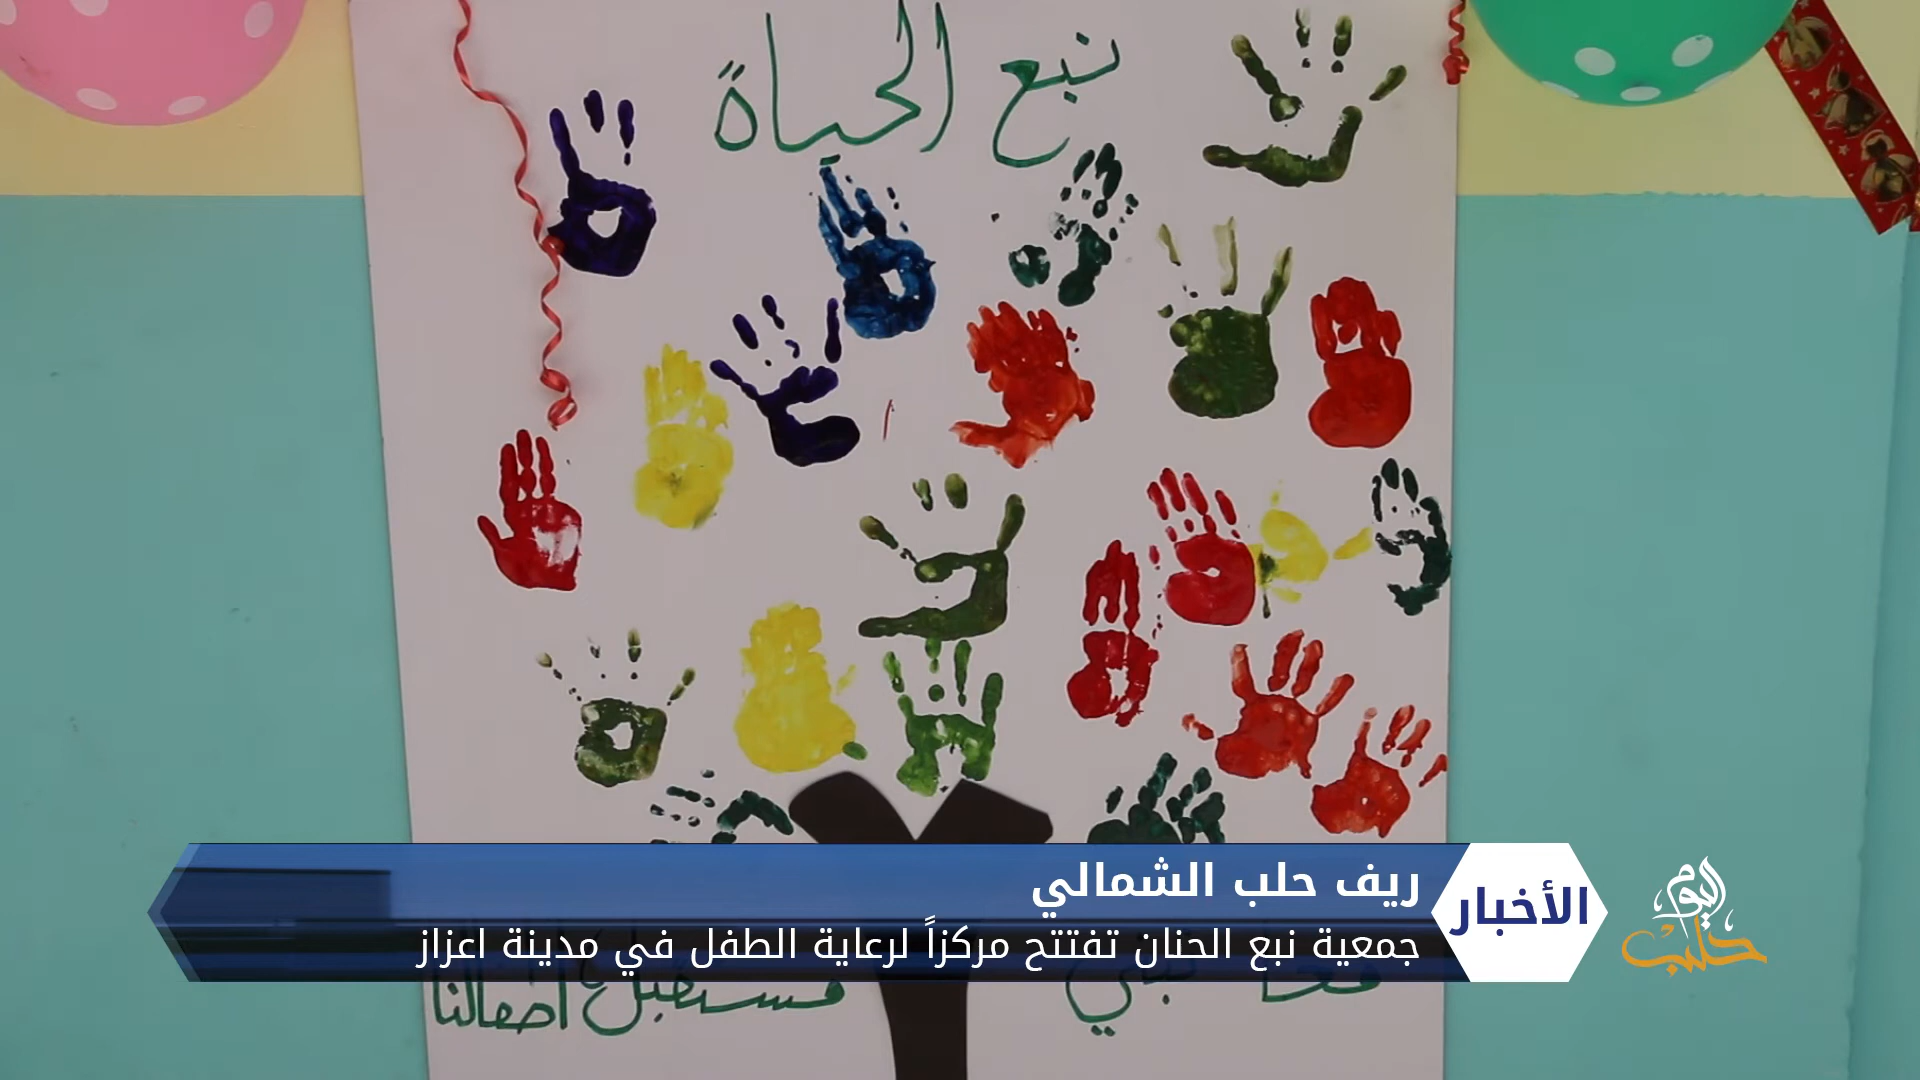 نبع الحياة
ريف حلب الشمالي
الأخبار
جمعية نبع الحنان تفتتح مركزاً لرعاية الطفل في مدينة اعزاز
حلب اليوم
نبني
مستقبل أطفالنا